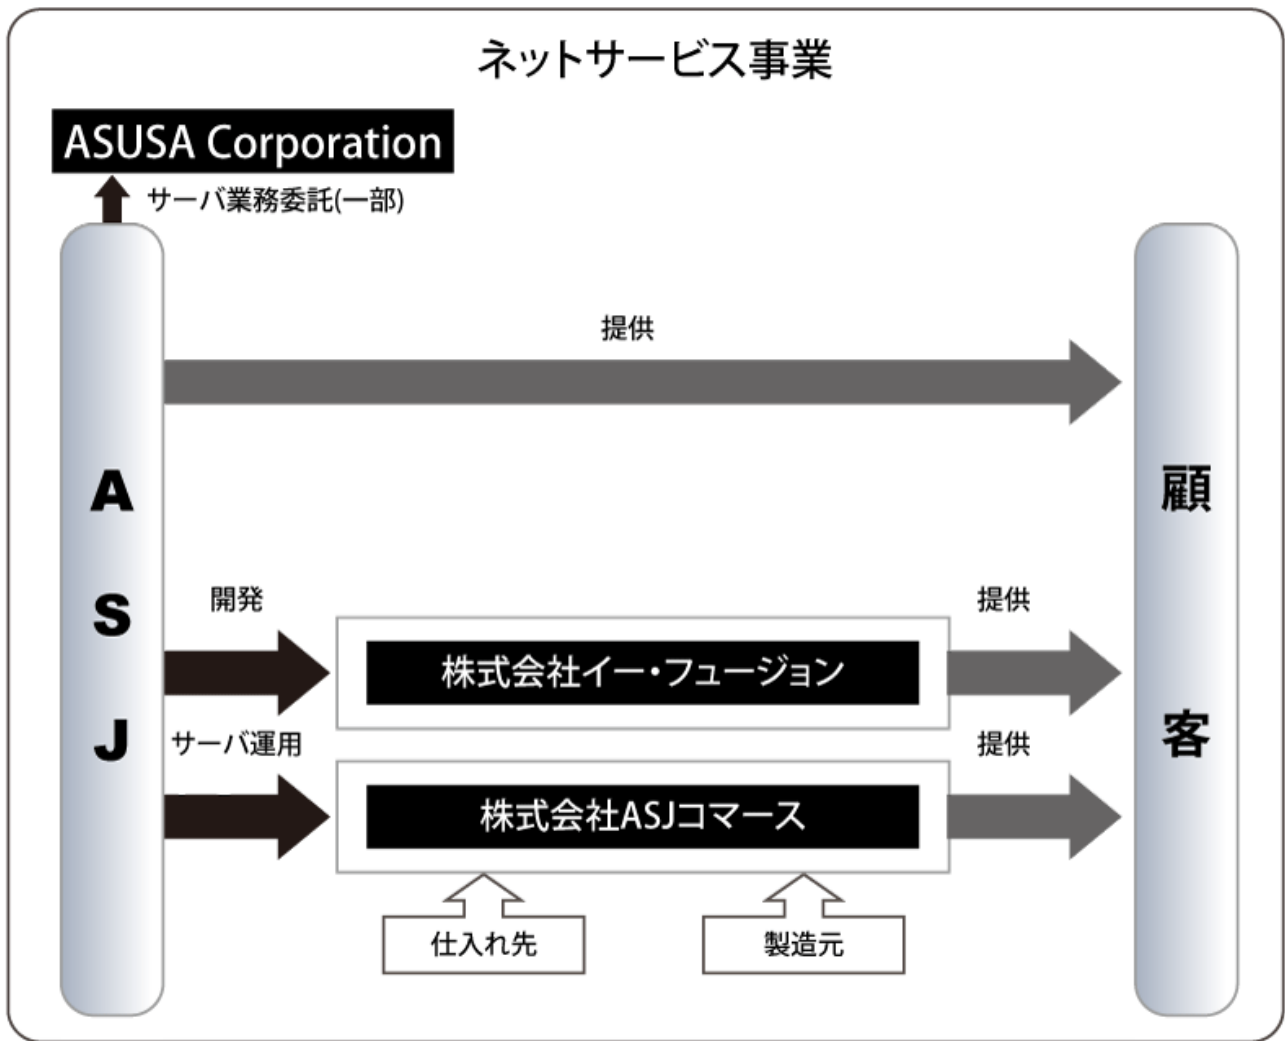 ネットサービス事業
ASUSA Corporation
サーバ業務委託(一部)
提供
A
S
J
顧
客
開発
提供
株式会社イー・フュージョン
サーバ運用
提供
株式会社ASJコマース
仕入れ先
製造元